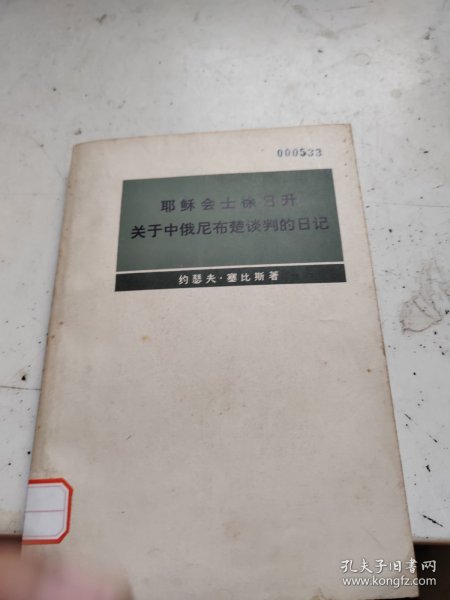 000533
耶稣会士徐日升
关于中俄尼布楚谈判的日记
约瑟夫·塞比斯著
孔夫子旧书网
www.kongfz.com